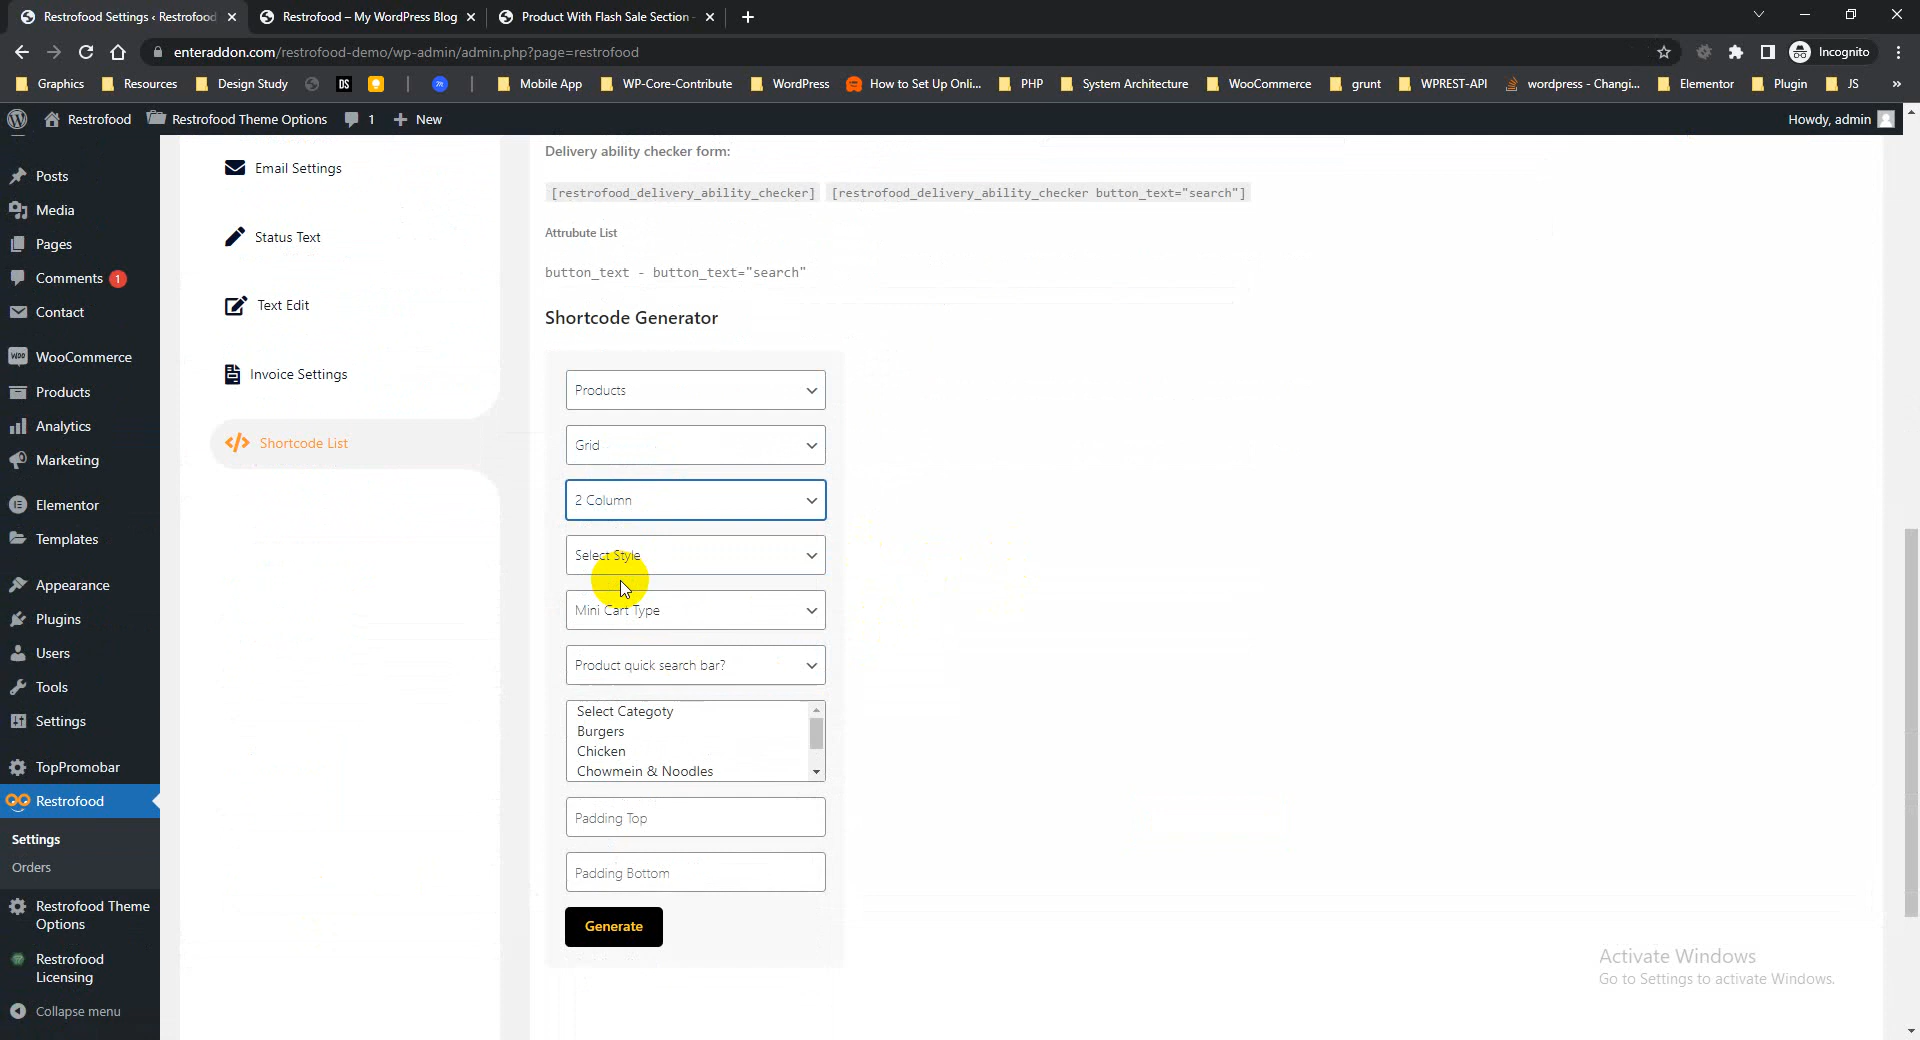 Restrofood Settings ‹ Restrofood
Restrofood – My WordPress Blog
Product With Flash Sale Section -
enteraddon.com/restrofood-demo/wp-admin/admin.php?page=restrofood
Incognito
Graphics
Resources
Design Study
DS
m
Mobile App
WP-Core-Contribute
WordPress
How to Set Up Onli...
PHP
System Architecture
WooCommerce
grunt
WPREST-API
wordpress - Changi...
Elementor
Plugin
JS
»
Restrofood
Restrofood Theme Options
1
New
Howdy, admin
Posts
Media
Pages
Comments 1
Contact
WooCommerce
Products
Analytics
Marketing
Elementor
Templates
Appearance
Plugins
Users
Tools
Settings
TopPromobar
Restrofood
Settings
Orders
Restrofood Theme
Options
Restrofood
Licensing
Collapse menu
Email Settings
Status Text
Text Edit
Invoice Settings
Shortcode List
Delivery ability checker form:
[restrofood_delivery_ability_checker] [restrofood_delivery_ability_checker button_text="search"]
Attrubute List
button_text - button_text="search"
Shortcode Generator
Products
Grid
2 Column
Select Style
Mini Cart Type
Product quick search bar?
Select Categoty
Burgers
Chicken
Chowmein & Noodles
Padding Top
Padding Bottom
Generate
Activate Windows
Go to Settings to activate Windows.